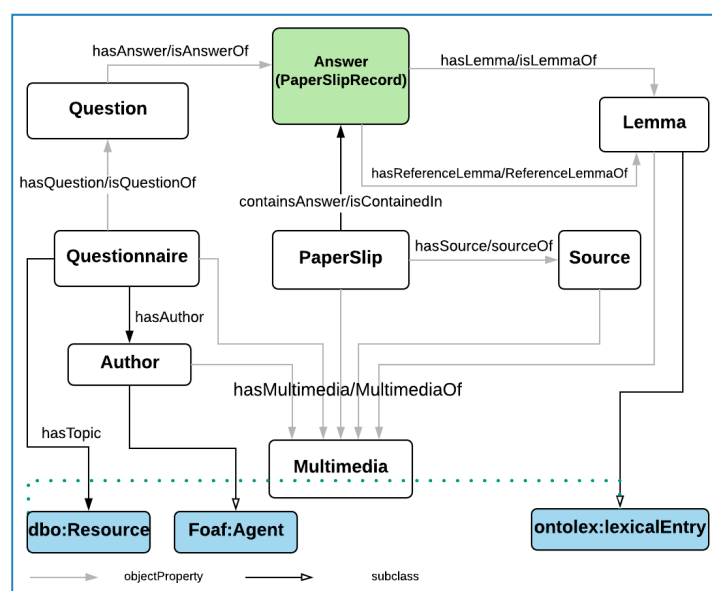 hasAnswer/isAnswerOf
Answer
(PaperSlipRecord)
hasLemma/isLemmaOf
Question
Lemma
hasReferenceLemma/ReferenceLemmaOf
hasQuestion/isQuestionOf
containsAnswer/isContainedIn
Questionnaire
PaperSlip
hasSource/sourceOf
Source
hasAuthor
Author
hasMultimedia/MultimediaOf
hasTopic
Multimedia
dbo:Resource
Foaf:Agent
ontolex:lexicalEntry
objectProperty
subclass